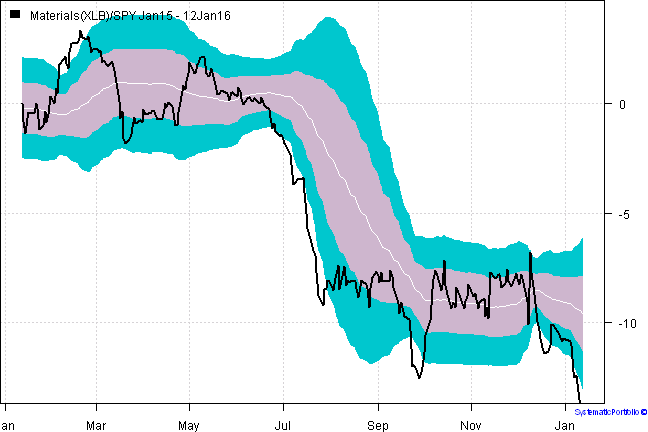 Materials(XLB)/SPY Jan15 - 12Jan16
0
-5
-10
an
Mar
May
Jul
Sep
Nov
Jan
SystematicPortfolio ©